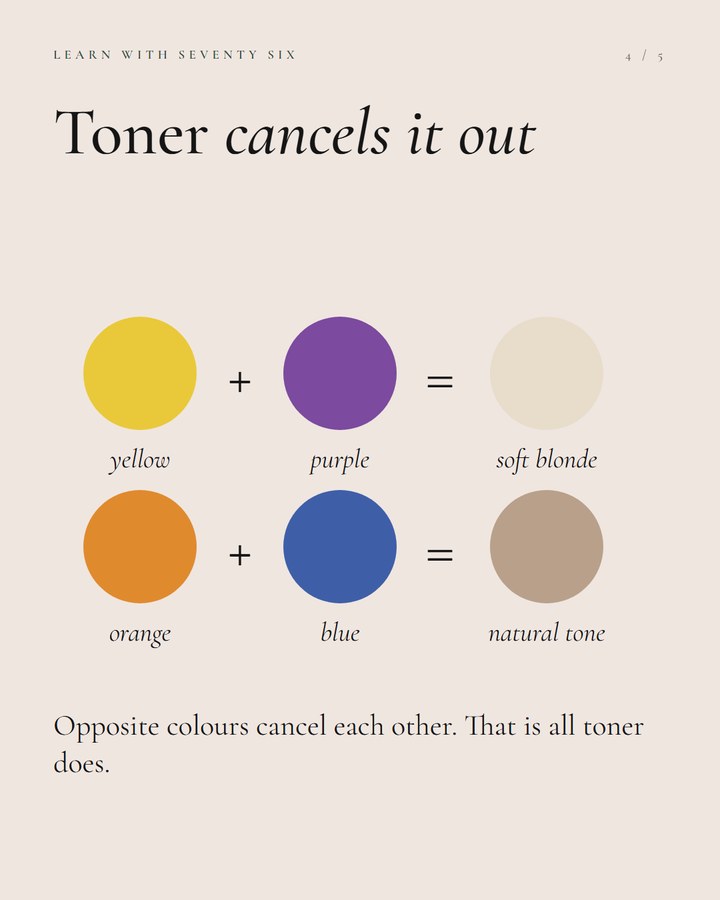 LEARN WITH SEVENTY SIX
4 / 5
Toner cancels it out
+ =
yellow purple soft blonde
+ =
orange blue natural tone
Opposite colours cancel each other. That is all toner
does.